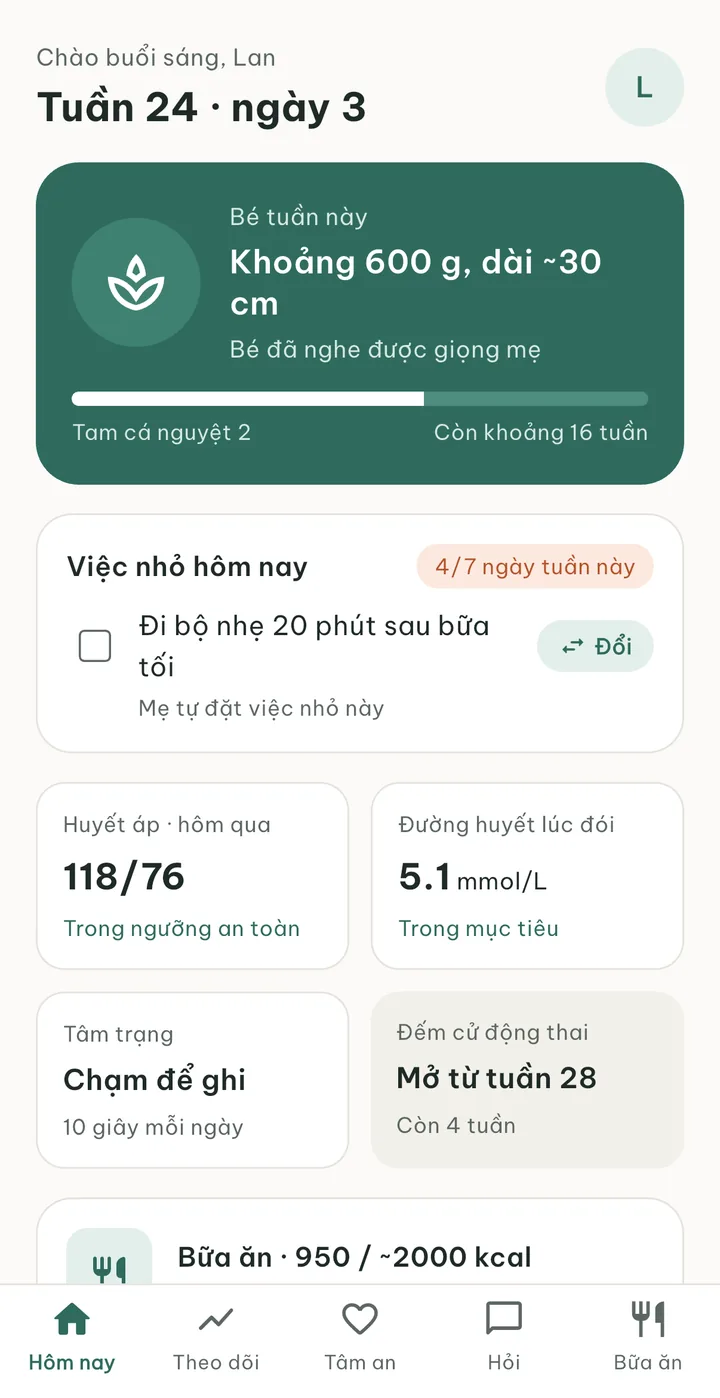 Chào buổi sáng, Lan
Tuần 24 · ngày 3
L
Bé tuần này
Khoảng 600 g, dài ~30
cm
Bé đã nghe được giọng mẹ
Tam cá nguyệt 2
Còn khoảng 16 tuần
Việc nhỏ hôm nay
4/7 ngày tuần này
Đi bộ nhẹ 20 phút sau bữa
tối
Đổi
Mẹ tự đặt việc nhỏ này
Huyết áp · hôm qua
118/76
Trong ngưỡng an toàn
Đường huyết lúc đói
5.1 mmol/L
Trong mục tiêu
Tâm trạng
Chạm để ghi
10 giây mỗi ngày
Đếm cử động thai
Mở từ tuần 28
Còn 4 tuần
Bữa ăn · 950 / ~2000 kcal
Hôm nay
Theo dõi
Tâm an
Hỏi
Bữa ăn